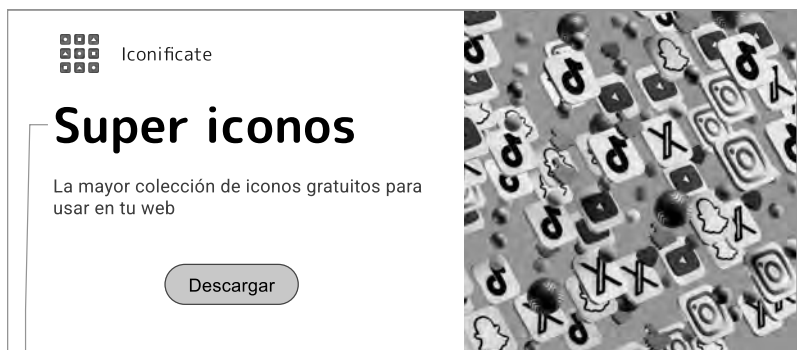 Iconificate
Super iconos
La mayor colección de iconos gratuitos para
usar en tu web
Descargar